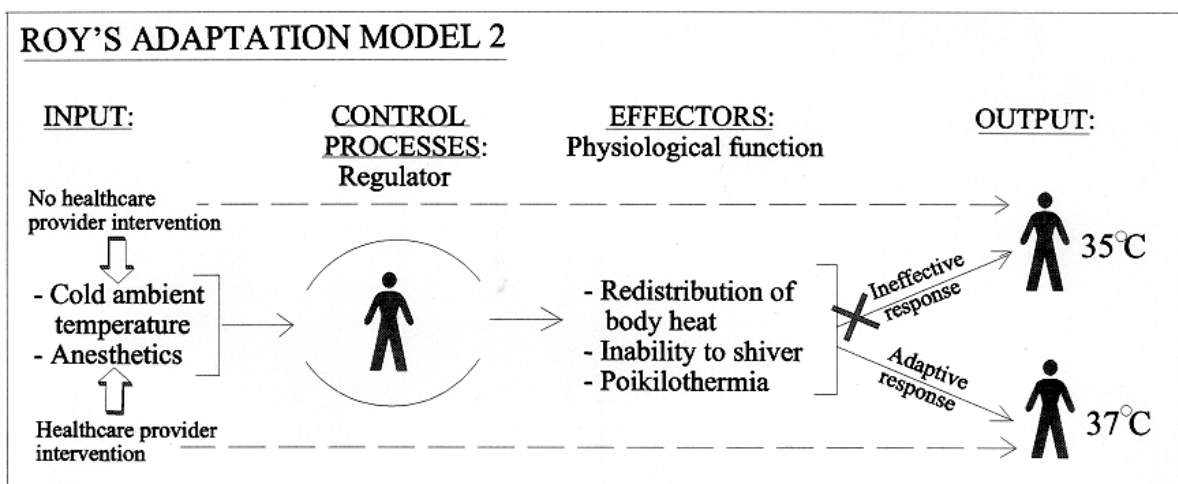 ROY'S ADAPTATION MODEL 2
INPUT:
CONTROL
PROCESSES:
Regulator
EFFECTORS:
Physiological function
OUTPUT:
No healthcare
provider intervention
- Cold ambient
temperature
- Anesthetics
Healthcare provider
intervention
- Redistribution of
body heat
- Inability to shiver
- Poikilothermia
Ineffective
response
Adaptive
response
35°C
37°C